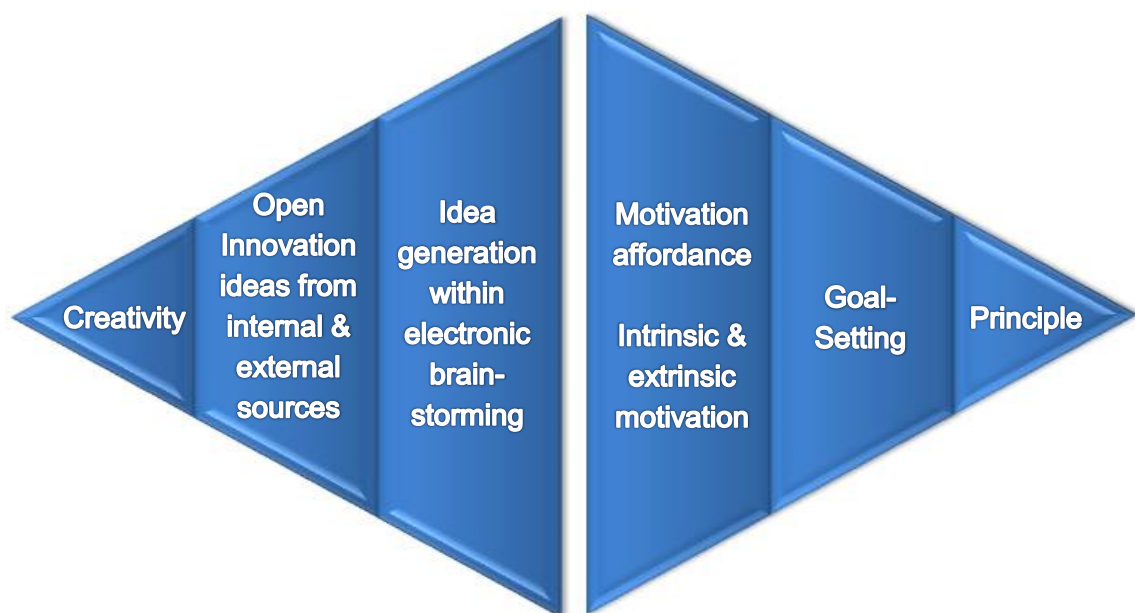 Creativity
Open
Innovation
ideas from
internal &
external
sources
Idea
generation
within
electronic
brain-
storming
Motivation
affordance
Intrinsic &
extrinsic
motivation
Goal-
Setting
Principle